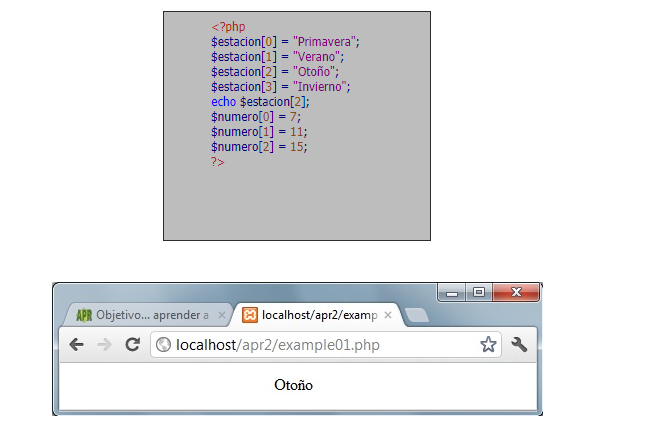 <?php
$estacion[0] = "Primavera";
$estacion[1] = "Verano";
$estacion[2] = "Otoño";
$estacion[3] = "Invierno";
echo $estacion[2];
$numero[0] = 7;
$numero[1] = 11;
$numero[2] = 15;
?>
APR Objetivo... aprender a
localhost/apr2/examp
localhost/apr2/example01.php
Otoño